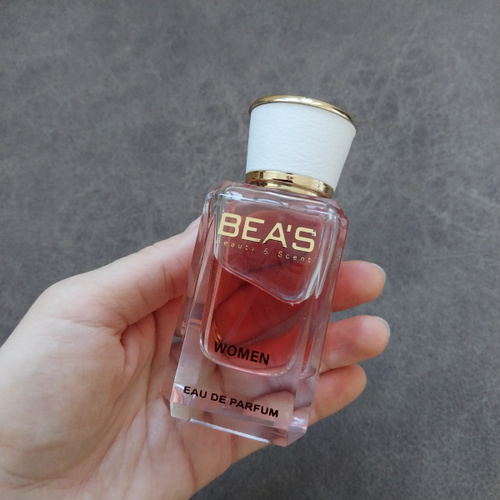 BEA'S
Beauty & Scent
WOMEN
EAU DE PARFUM